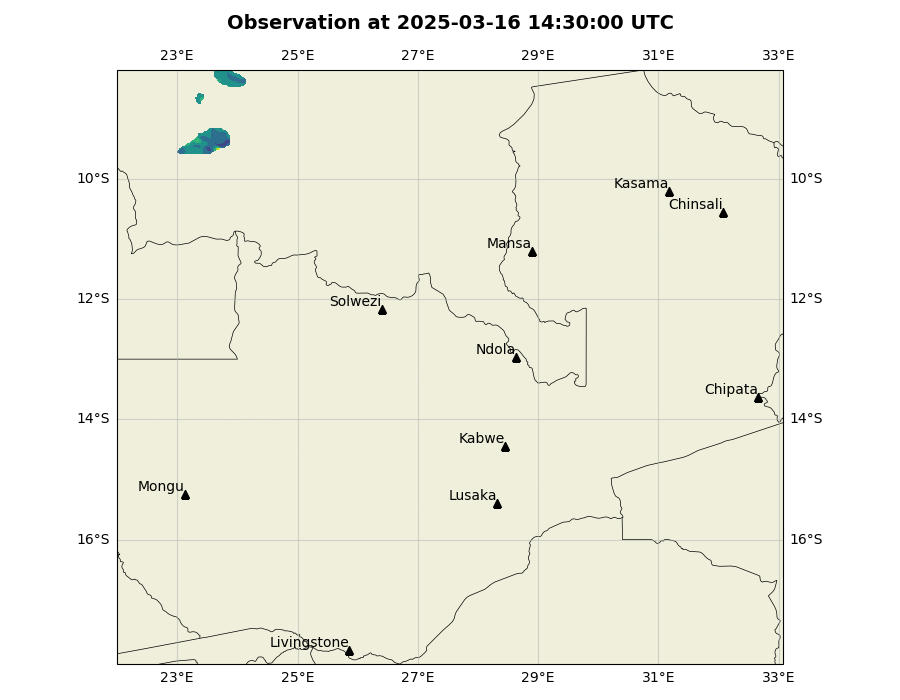 Observation at 2025-03-16 14:30:00 UTC
23°E 25°E 27°E 29°E 31°E 33°E
10°S 10°S
Kasama
Chinsali
Mansa
12°S 12°S
Solwezi
Ndola
Chipata
14°S 14°S
Kabwe
Mongu
Lusaka
16°S 16°S
Livingstone
23°E 25°E 27°E 29°E 31°E 33°E